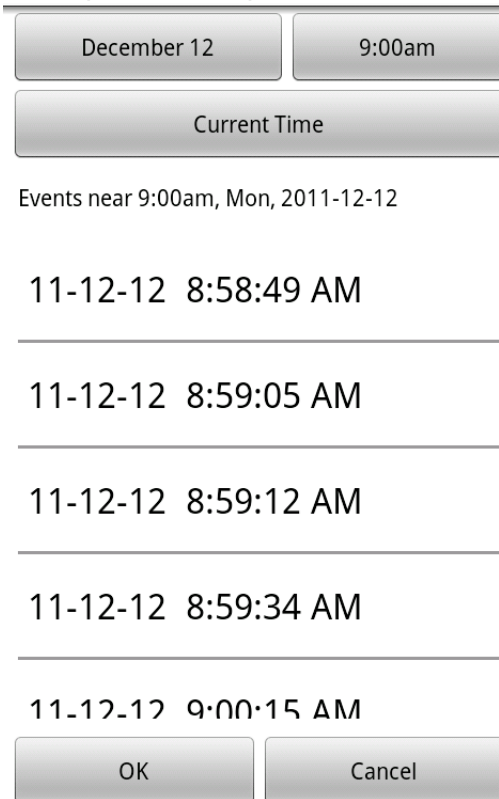 December 12 9:00am
Current Time
Events near 9:00am, Mon, 2011-12-12
11-12-12 8:58:49 AM
11-12-12 8:59:05 AM
11-12-12 8:59:12 AM
11-12-12 8:59:34 AM
11-12-12 9:00:15 AM
OK Cancel